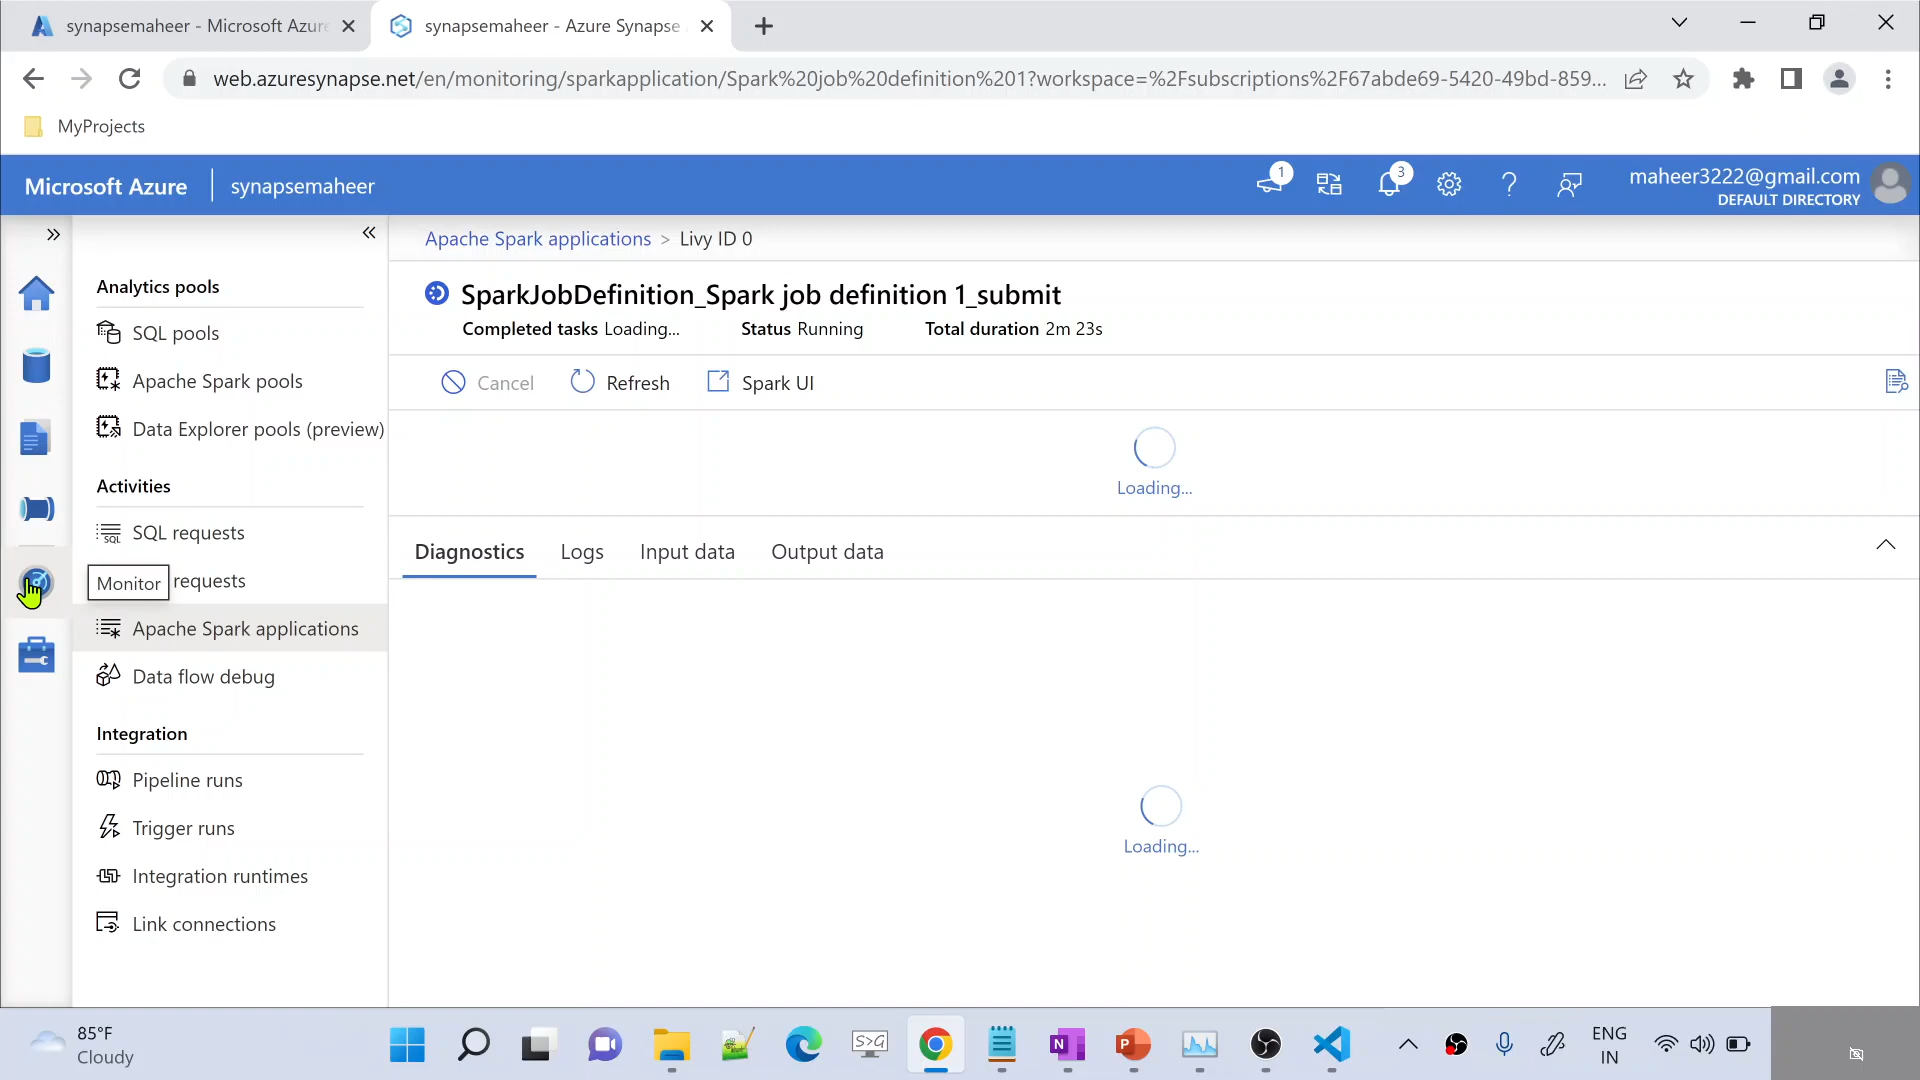 synapsemaheer - Microsoft Azure
synapsemaheer - Azure Synapse
web.azuresynapse.net/en/monitoring/sparkapplication/Spark%20job%20definition%201?workspace=%2Fsubscriptions%2F67abde69-5420-49bd-859...
MyProjects
Microsoft Azure
synapsemaheer
1
3
maheer3222@gmail.com
DEFAULT DIRECTORY
Analytics pools
SQL pools
Apache Spark pools
Data Explorer pools (preview)
Activities
SQL requests
requests
Monitor
Apache Spark applications
Data flow debug
Integration
Pipeline runs
Trigger runs
Integration runtimes
Link connections
Apache Spark applications > Livy ID 0
SparkJobDefinition_Spark job definition 1_submit
Completed tasks Loading... Status Running Total duration 2m 23s
Cancel Refresh Spark UI
Loading...
Diagnostics Logs Input data Output data
Loading...
85°F
Cloudy
ENG
IN